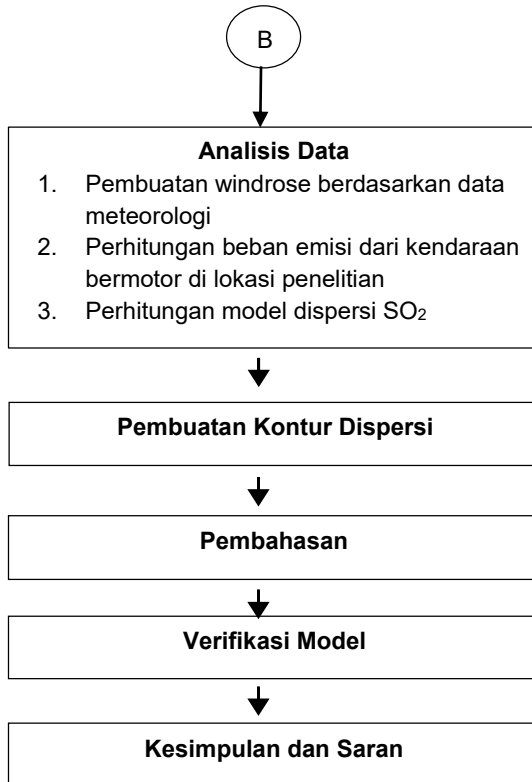 B
Analisis Data
1. Pembuatan windrose berdasarkan data
meteorologi
2. Perhitungan beban emisi dari kendaraan
bermotor di lokasi penelitian
3. Perhitungan model dispersi SO₂
Pembuatan Kontur Dispersi
Pembahasan
Verifikasi Model
Kesimpulan dan Saran